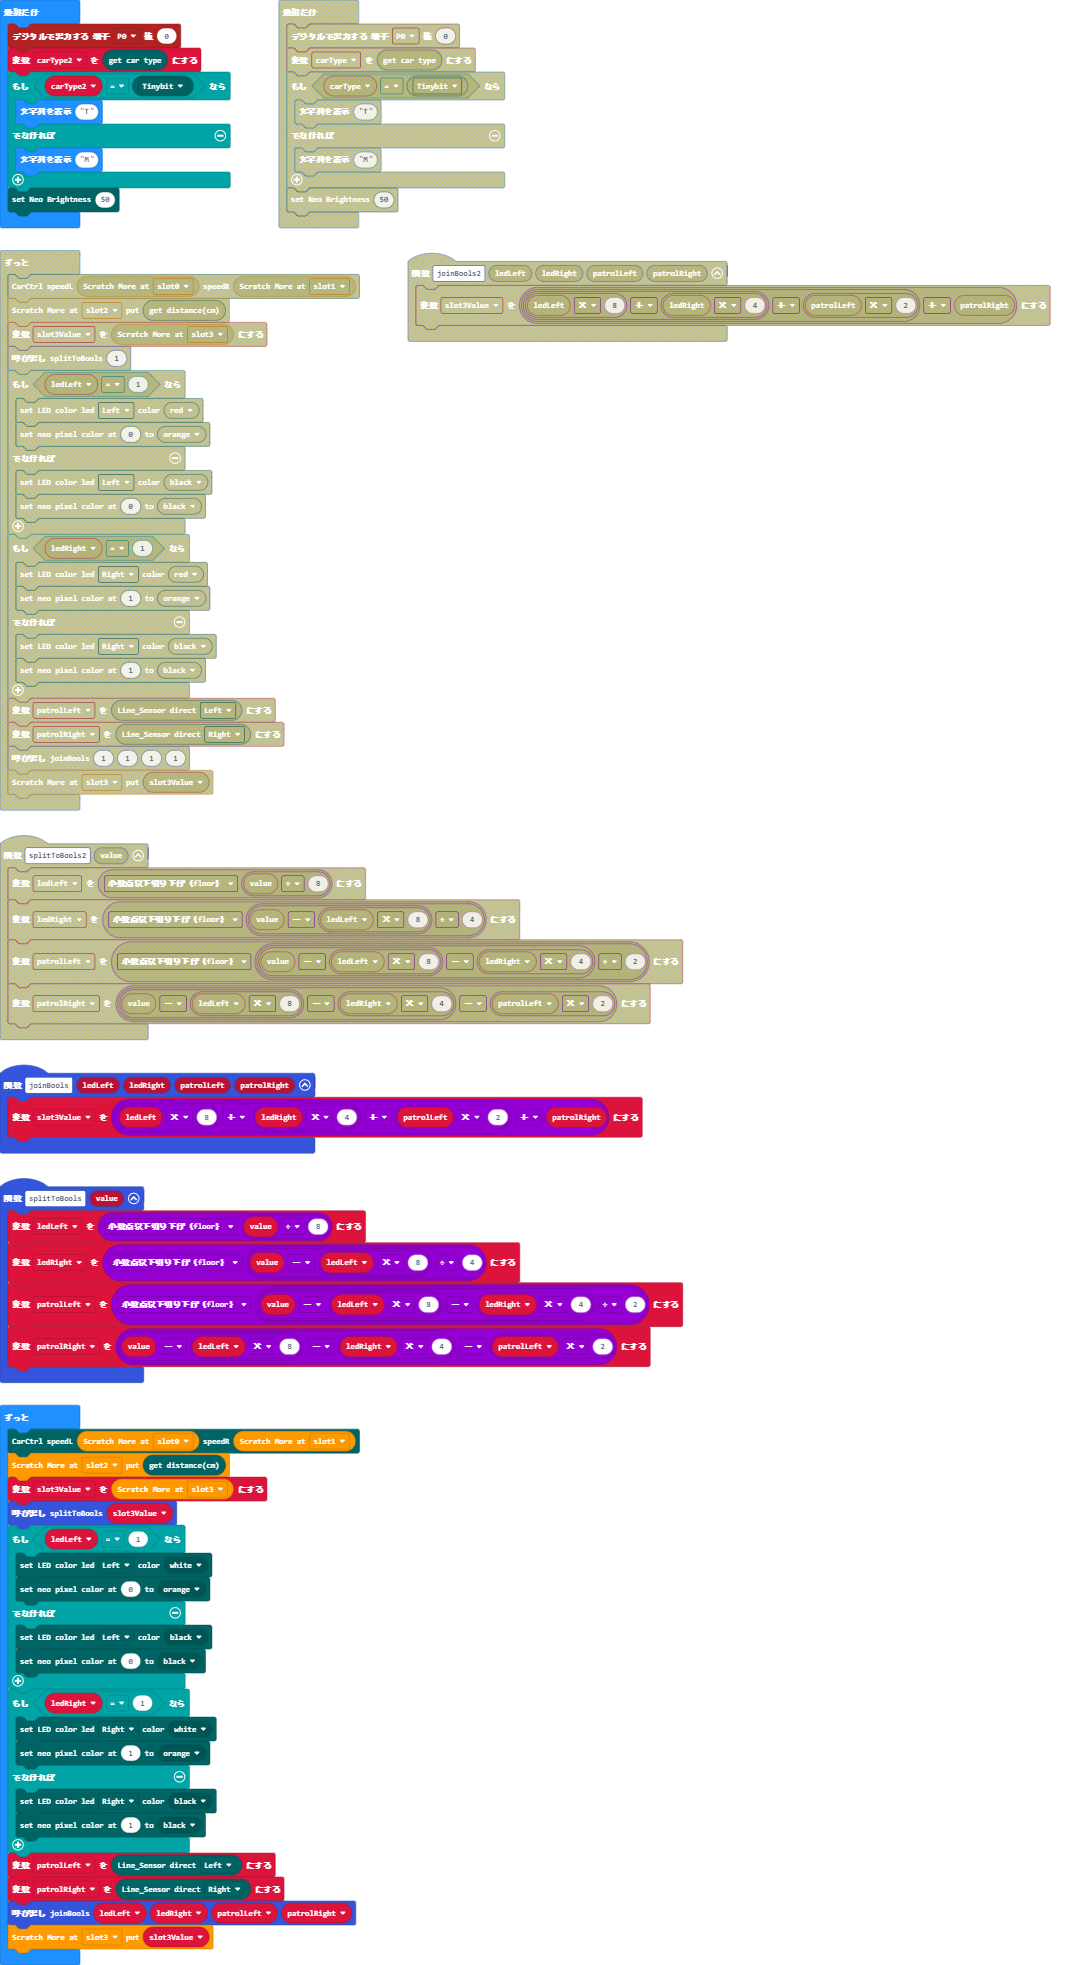 最初だけ
デジタルで出力する 端子 P0 値 0
変数 carType2 を get car type にする
もし carType2 = Tinybit なら
文字列を表示 "T"
でなければ
文字列を表示 "M"
set Neo Brightness 50
最初だけ
デジタルで出力する 端子 P0 値 0
変数 carType を get car type にする
もし carType = Tinybit なら
文字列を表示 "T"
でなければ
文字列を表示 "M"
set Neo Brightness 50
ずっと
CarCtrl speedL Scratch More at slot0 speedR Scratch More at slot1
Scratch More at slot2 put get distance(cm)
変数 slot3Value を Scratch More at slot3 にする
呼び出し splitToBools 1
もし ledLeft = 1 なら
set LED color led Left color red
set neo pixel color at 0 to orange
でなければ
set LED color led Left color black
set neo pixel color at 0 to black
もし ledRight = 1 なら
set LED color led Right color red
set neo pixel color at 1 to orange
でなければ
set LED color led Right color black
set neo pixel color at 1 to black
変数 patrolLeft を Line_Sensor direct Left にする
変数 patrolRight を Line_Sensor direct Right にする
呼び出し joinBools 1 1 1 1
Scratch More at slot3 put slot3Value
関数 joinBools2 ledLeft ledRight patrolLeft patrolRight
変数 slot3Value を ledLeft × 8 + ledRight × 4 + patrolLeft × 2 + patrolRight にする
関数 splitToBools2 value
変数 ledLeft を 小数点以下切り下げ (floor) value ÷ 8 にする
変数 ledRight を 小数点以下切り下げ (floor) value － ledLeft × 8 ÷ 4 にする
変数 patrolLeft を 小数点以下切り下げ (floor) value － ledLeft × 8 － ledRight × 4 ÷ 2 にする
変数 patrolRight を value － ledLeft × 8 － ledRight × 4 － patrolLeft × 2 にする
関数 joinBools ledLeft ledRight patrolLeft patrolRight
変数 slot3Value を ledLeft × 8 + ledRight × 4 + patrolLeft × 2 + patrolRight にする
関数 splitToBools value
変数 ledLeft を 小数点以下切り下げ (floor) value ÷ 8 にする
変数 ledRight を 小数点以下切り下げ (floor) value － ledLeft × 8 ÷ 4 にする
変数 patrolLeft を 小数点以下切り下げ (floor) value － ledLeft × 8 － ledRight × 4 ÷ 2 にする
変数 patrolRight を value － ledLeft × 8 － ledRight × 4 － patrolLeft × 2 にする
ずっと
CarCtrl speedL Scratch More at slot0 speedR Scratch More at slot1
Scratch More at slot2 put get distance(cm)
変数 slot3Value を Scratch More at slot3 にする
呼び出し splitToBools slot3Value
もし ledLeft = 1 なら
set LED color led Left color white
set neo pixel color at 0 to orange
でなければ
set LED color led Left color black
set neo pixel color at 0 to black
もし ledRight = 1 なら
set LED color led Right color white
set neo pixel color at 1 to orange
でなければ
set LED color led Right color black
set neo pixel color at 1 to black
変数 patrolLeft を Line_Sensor direct Left にする
変数 patrolRight を Line_Sensor direct Right にする
呼び出し joinBools ledLeft ledRight patrolLeft patrolRight
Scratch More at slot3 put slot3Value